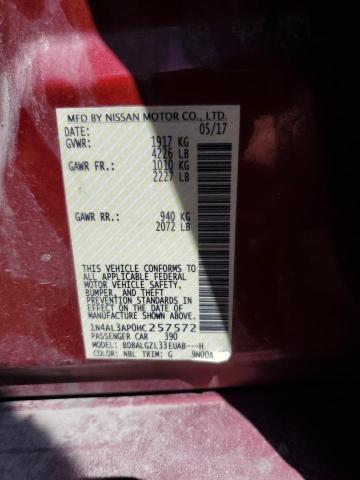 MFD BY NISSAN MOTOR CO., LTD.
DATE: 05/17
GVWR: 1917 KG
4226 LB
GAWR FR.: 1010 KG
2227 LB
GAWR RR.: 940 KG
2072 LB
THIS VEHICLE CONFORMS TO
ALL APPLICABLE FEDERAL
MOTOR VEHICLE SAFETY,
BUMPER, AND THEFT
PREVENTION STANDARDS IN
EFFECT ON THE DATE OF
MANUFACTURE SHOWN ABOVE.
1N4AL3AP0HC257572
PASSENGER CAR 390
MODEL: BDBALGZL33EUAB---H
COLOR: NBL TRIM: G 9N00A